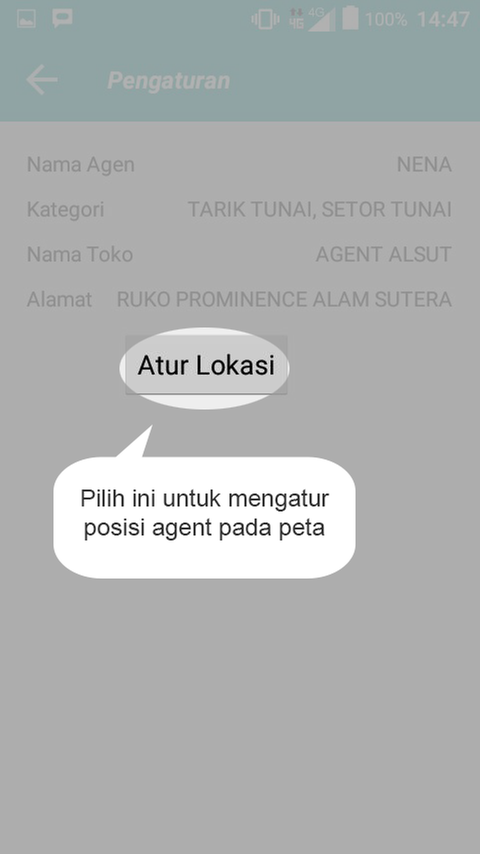 4G 4G 100% 14:47
Pengaturan
Nama Agen NENA
Kategori TARIK TUNAI, SETOR TUNAI
Nama Toko AGENT ALSUT
Alamat RUKO PROMINENCE ALAM SUTERA
Atur Lokasi
Pilih ini untuk mengatur
posisi agent pada peta